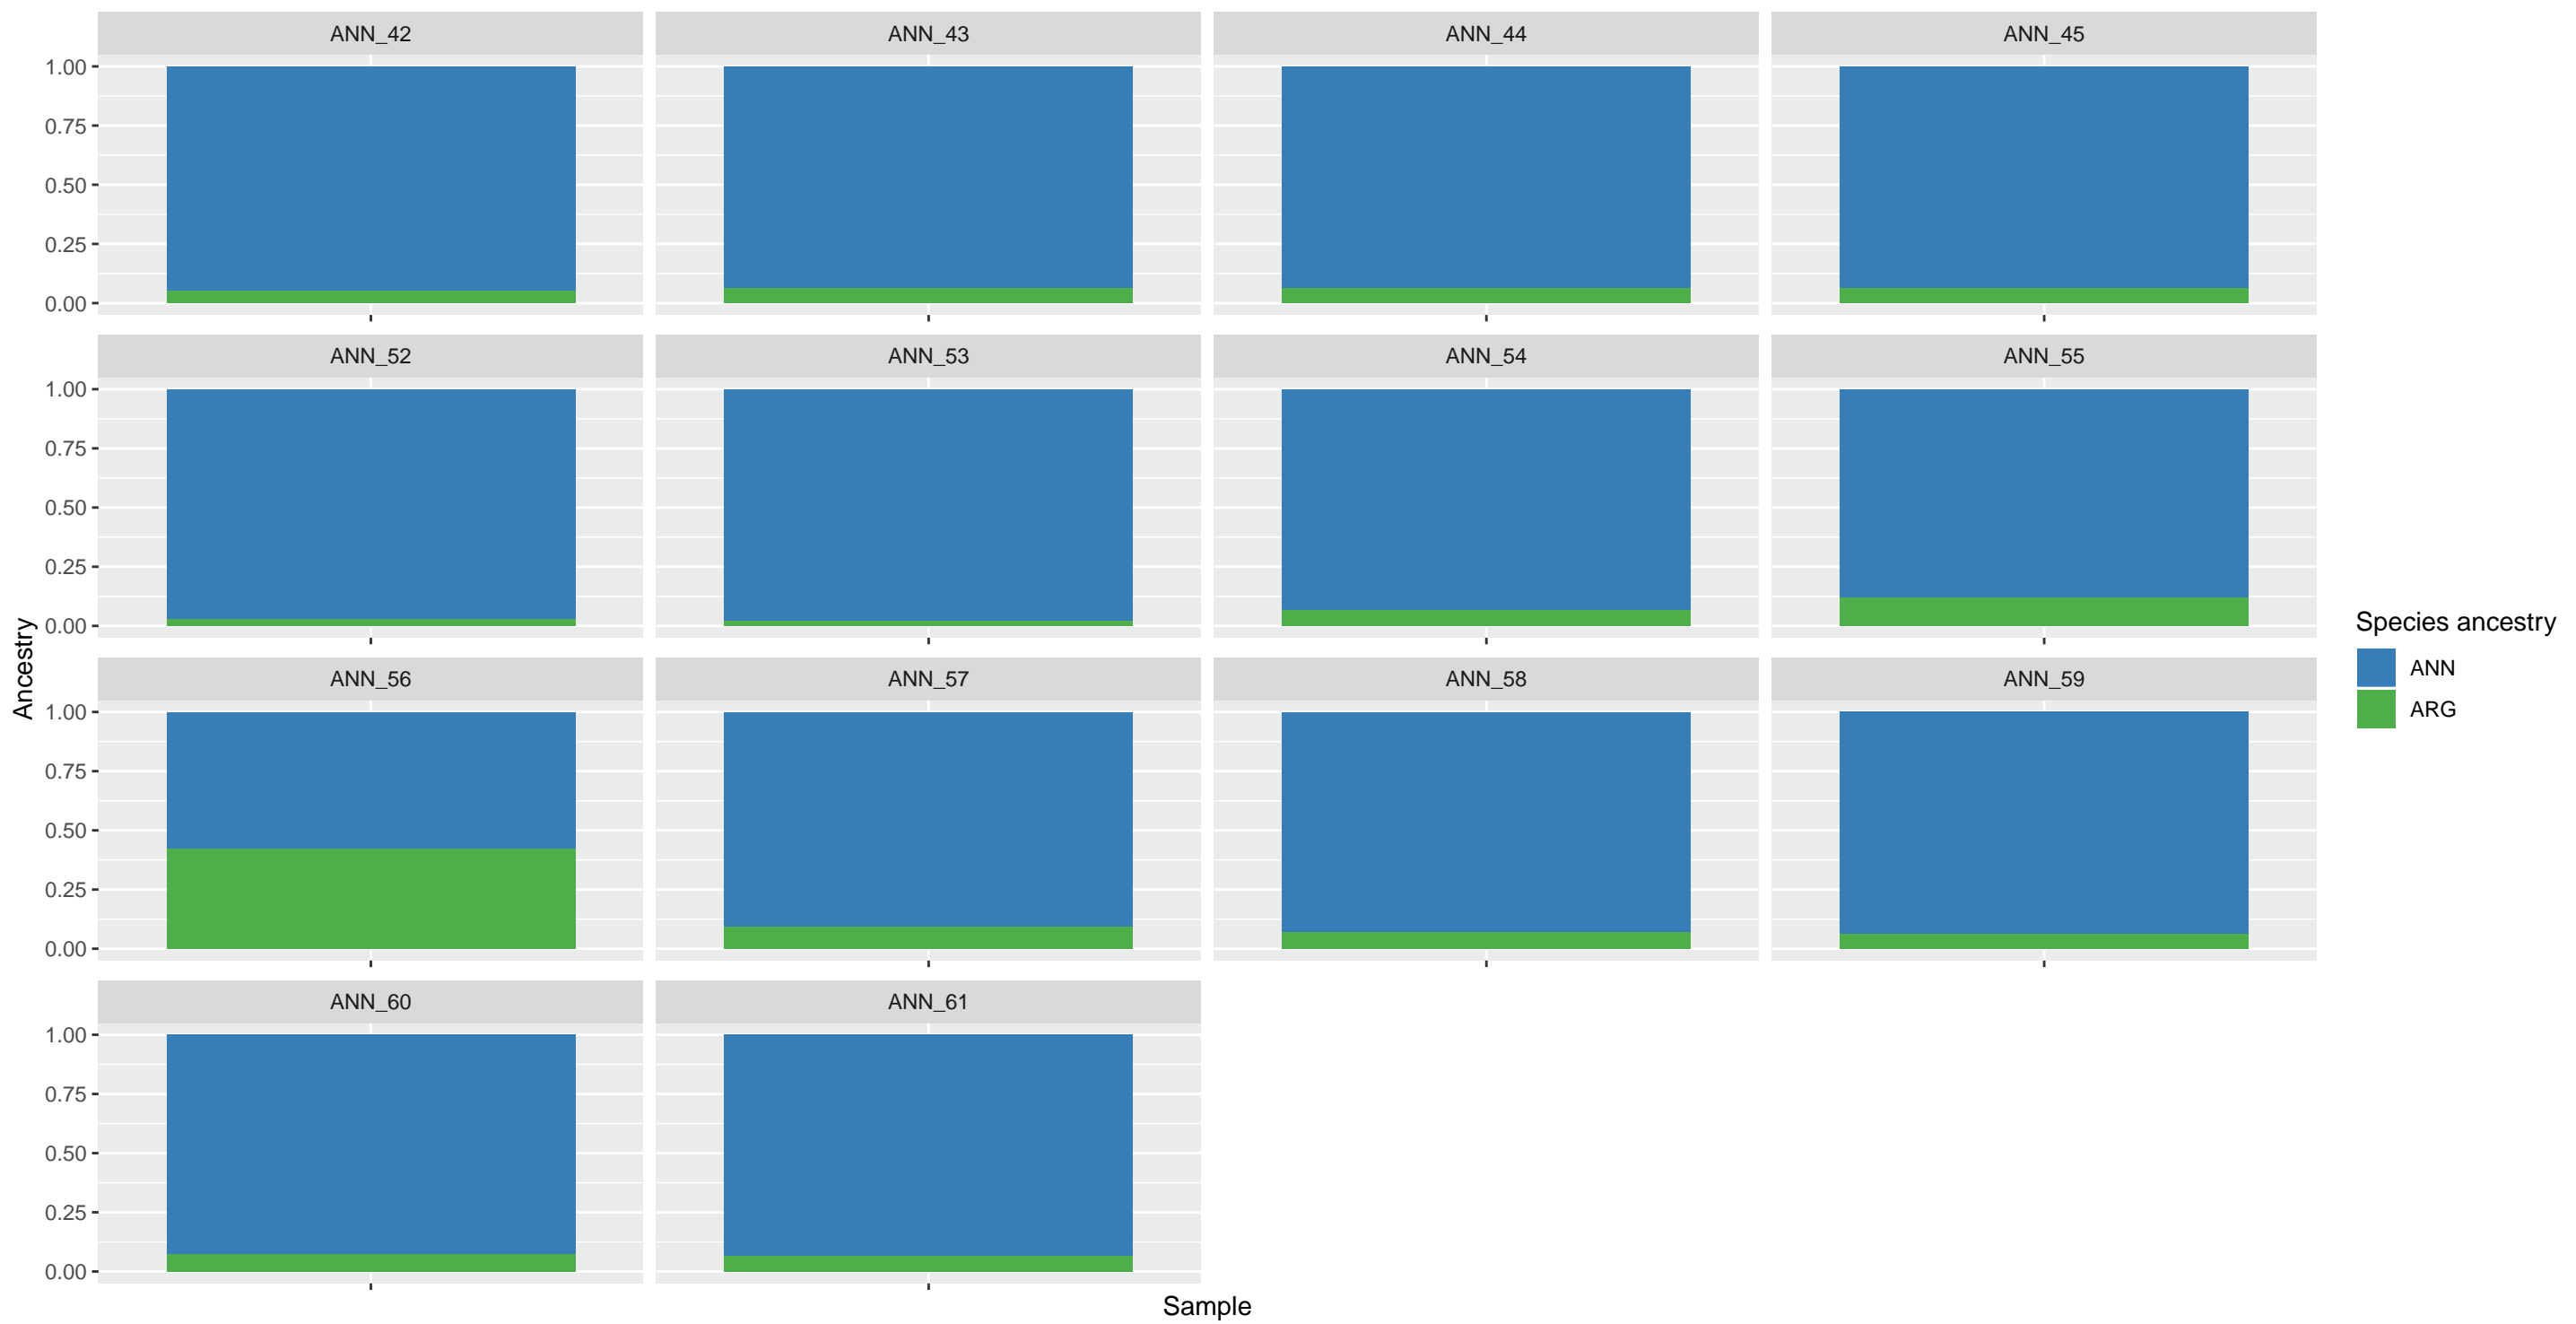 ANN_42 ANN_43 ANN_44 ANN_45
1.00
0.75
0.50
0.25
0.00
ANN_52 ANN_53 ANN_54 ANN_55
1.00
0.75
0.50
0.25
0.00
ANN_56 ANN_57 ANN_58 ANN_59
1.00
0.75
0.50
0.25
0.00
ANN_60 ANN_61
1.00
0.75
0.50
0.25
0.00
Ancestry
Sample
Species ancestry
ANN
ARG